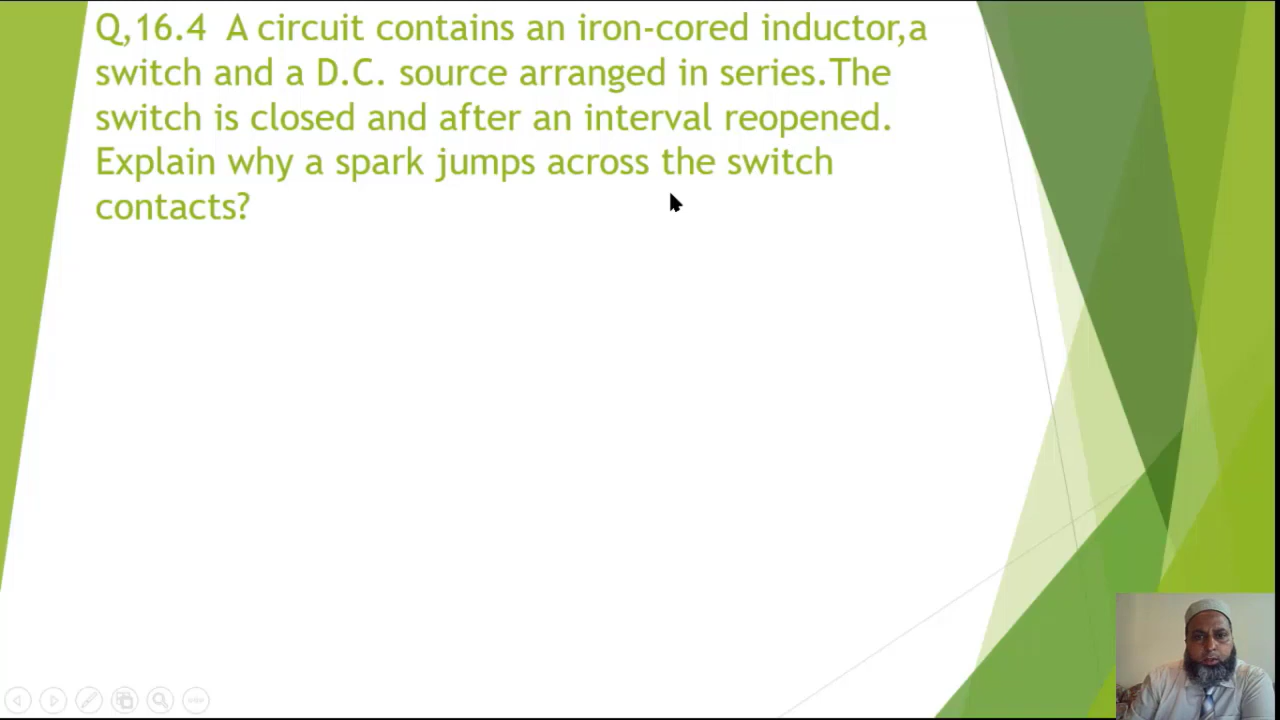 Q,16.4 A circuit contains an iron-cored inductor,a
switch and a D.C. source arranged in series.The
switch is closed and after an interval reopened.
Explain why a spark jumps across the switch
contacts?